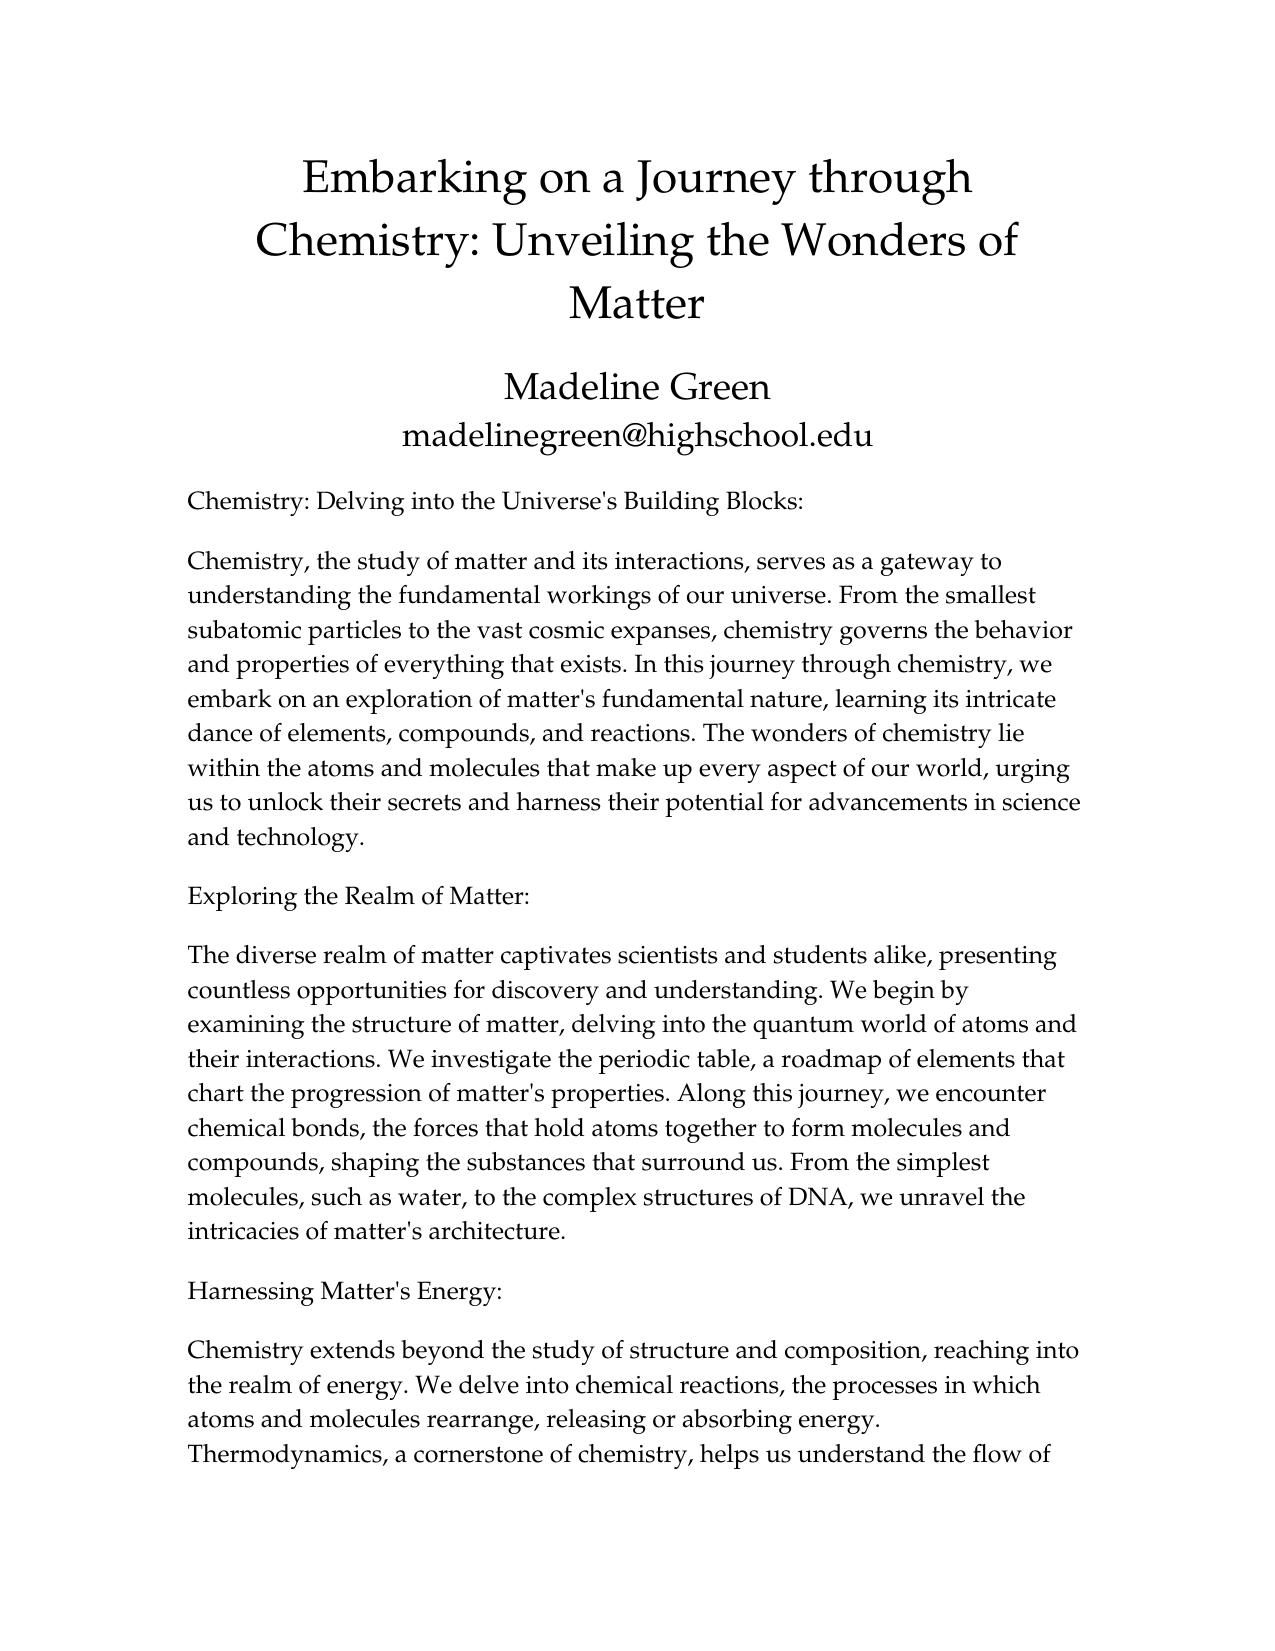 Embarking on a Journey through
Chemistry: Unveiling the Wonders of
Matter
Madeline Green
madelinegreen@highschool.edu
Chemistry: Delving into the Universe's Building Blocks:
Chemistry, the study of matter and its interactions, serves as a gateway to
understanding the fundamental workings of our universe. From the smallest
subatomic particles to the vast cosmic expanses, chemistry governs the behavior
and properties of everything that exists. In this journey through chemistry, we
embark on an exploration of matter's fundamental nature, learning its intricate
dance of elements, compounds, and reactions. The wonders of chemistry lie
within the atoms and molecules that make up every aspect of our world, urging
us to unlock their secrets and harness their potential for advancements in science
and technology.
Exploring the Realm of Matter:
The diverse realm of matter captivates scientists and students alike, presenting
countless opportunities for discovery and understanding. We begin by
examining the structure of matter, delving into the quantum world of atoms and
their interactions. We investigate the periodic table, a roadmap of elements that
chart the progression of matter's properties. Along this journey, we encounter
chemical bonds, the forces that hold atoms together to form molecules and
compounds, shaping the substances that surround us. From the simplest
molecules, such as water, to the complex structures of DNA, we unravel the
intricacies of matter's architecture.
Harnessing Matter's Energy:
Chemistry extends beyond the study of structure and composition, reaching into
the realm of energy. We delve into chemical reactions, the processes in which
atoms and molecules rearrange, releasing or absorbing energy.
Thermodynamics, a cornerstone of chemistry, helps us understand the flow of